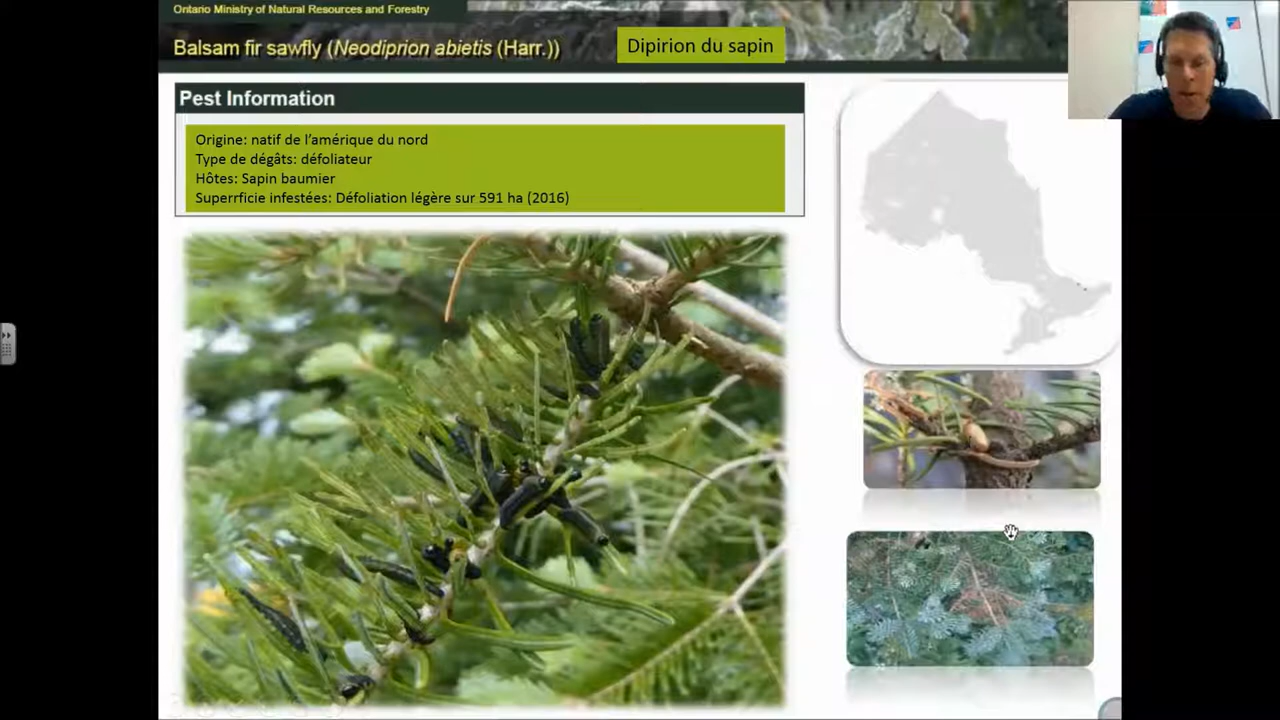 Ontario Ministry of Natural Resources and Forestry
Balsam fir sawfly (Neodiprion abietis (Harr.))
Dipirion du sapin
Pest Information
Origine: natif de l'amérique du nord
Type de dégâts: défoliateur
Hôtes: Sapin baumier
Superrficie infestées: Défoliation légère sur 591 ha (2016)